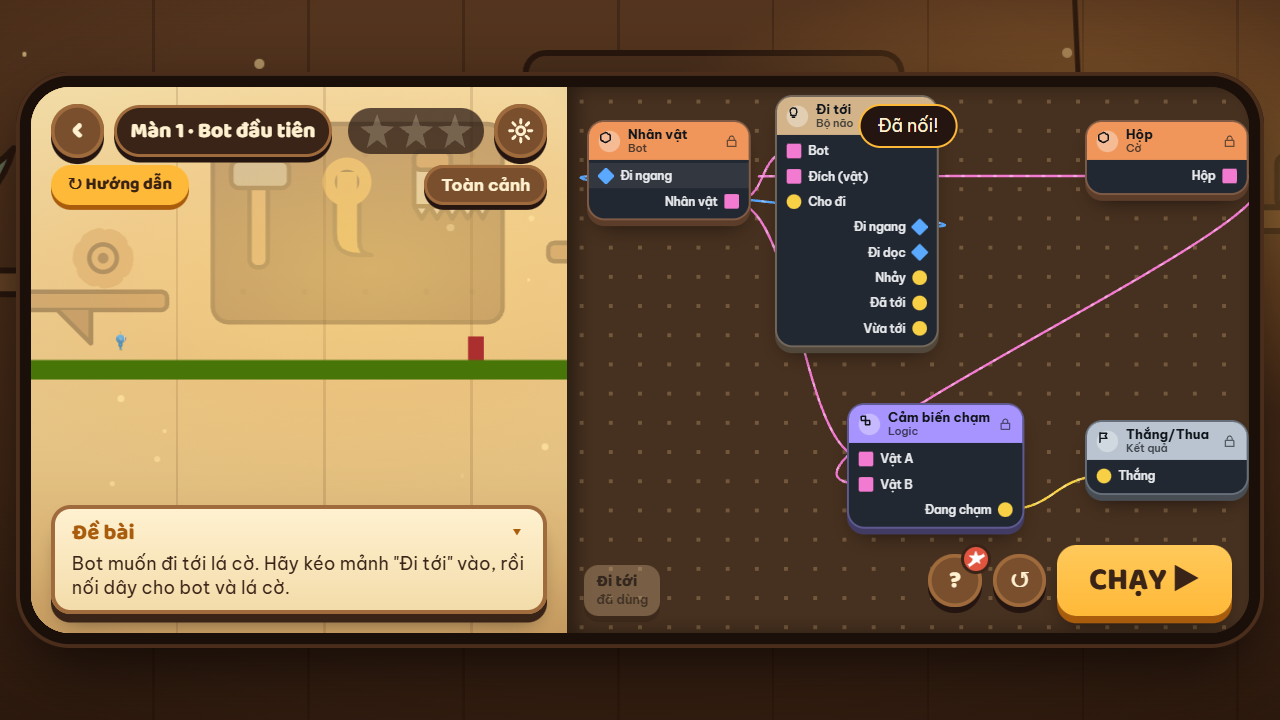 Màn 1 • Bot đầu tiên
↻ Hướng dẫn
Toàn cảnh
Đề bài
Bot muốn đi tới lá cờ. Hãy kéo mảnh "Đi tới" vào, rồi
nối dây cho bot và lá cờ.
Nhân vật
Bot
Đi ngang
Nhân vật
Đi tới
Bộ não
Đã nối!
Bot
Đích (vật)
Cho đi
Đi ngang
Đi dọc
Nhảy
Đã tới
Vừa tới
Hộp
Cờ
Hộp
Cảm biến chạm
Logic
Vật A
Vật B
Đang chạm
Thắng/Thua
Kết quả
Thắng
Đi tới
đã dùng
?
↺
CHẠY ▶